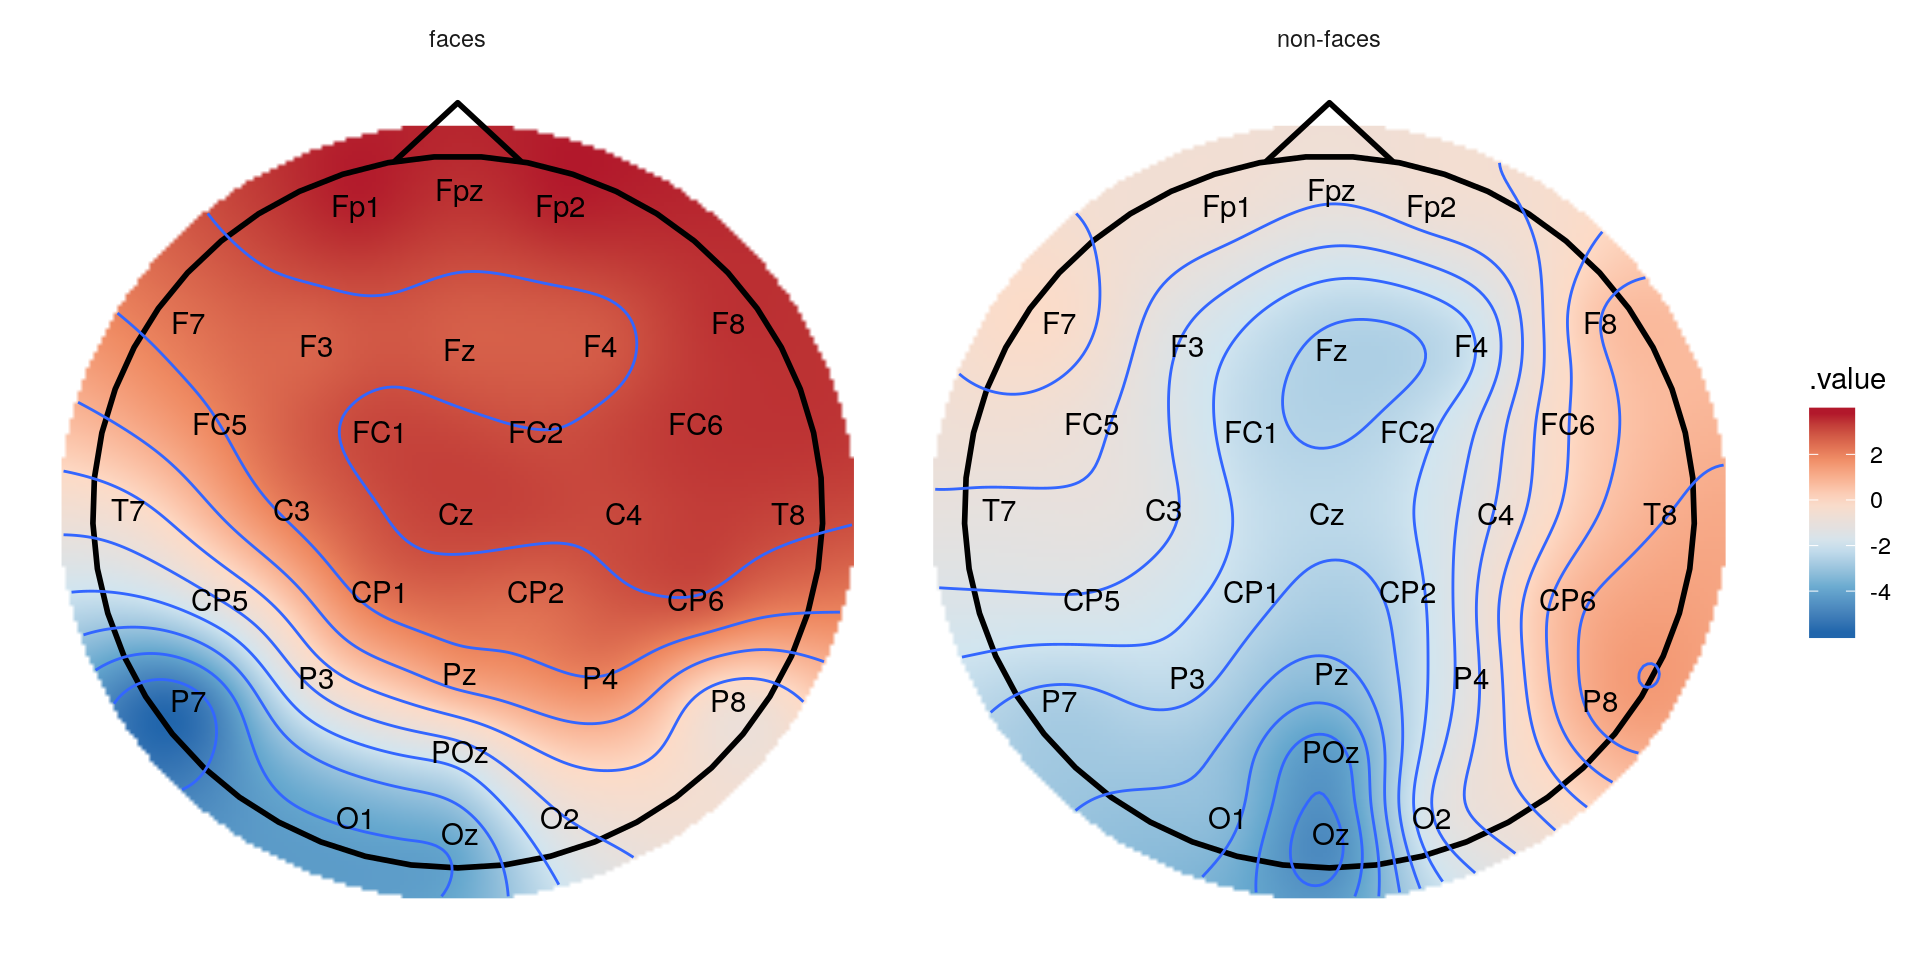 faces
non-faces
Fp1 Fpz Fp2
F7 F3 Fz F4 F8
FC5 FC1 FC2 FC6
T7 C3 Cz C4 T8
CP5 CP1 CP2 CP6
P7 P3 Pz P4 P8
POz
O1 Oz O2
Fp1 Fpz Fp2
F7 F3 Fz F4 F8
FC5 FC1 FC2 FC6
T7 C3 Cz C4 T8
CP5 CP1 CP2 CP6
P7 P3 Pz P4 P8
POz
O1 Oz O2
.value
2
0
-2
-4